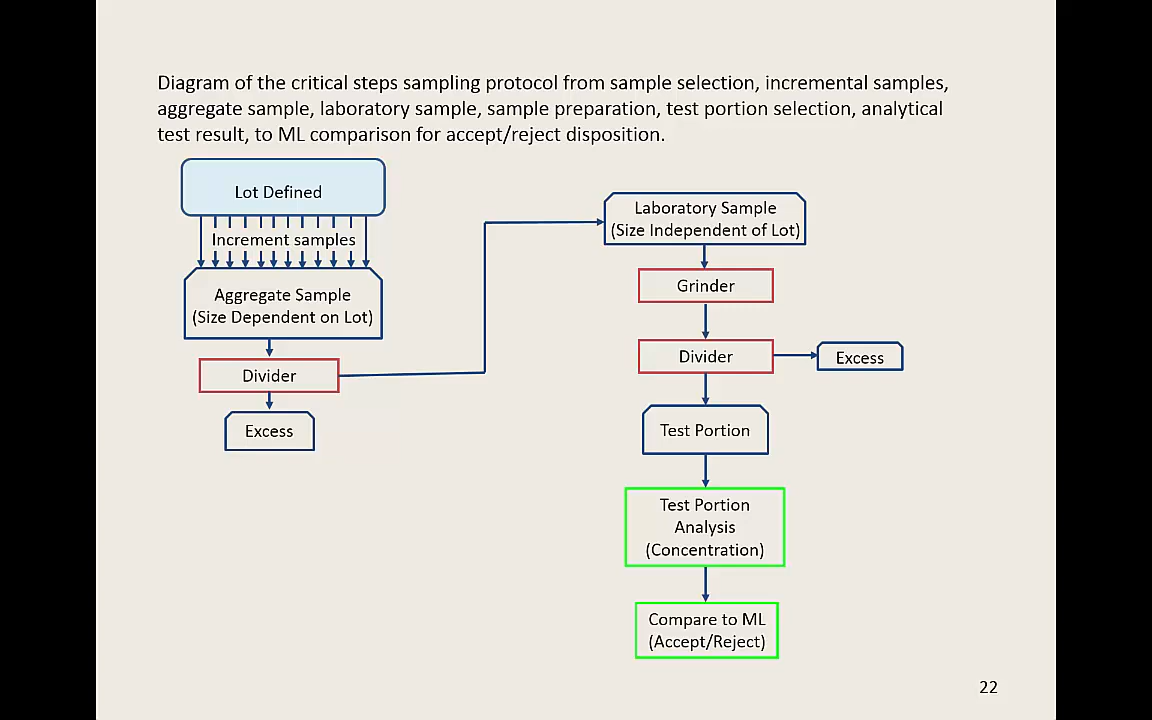 Diagram of the critical steps sampling protocol from sample selection, incremental samples,
aggregate sample, laboratory sample, sample preparation, test portion selection, analytical
test result, to ML comparison for accept/reject disposition.
Lot Defined
Increment samples
Aggregate Sample
(Size Dependent on Lot)
Divider
Excess
Laboratory Sample
(Size Independent of Lot)
Grinder
Divider
Excess
Test Portion
Test Portion
Analysis
(Concentration)
Compare to ML
(Accept/Reject)
22